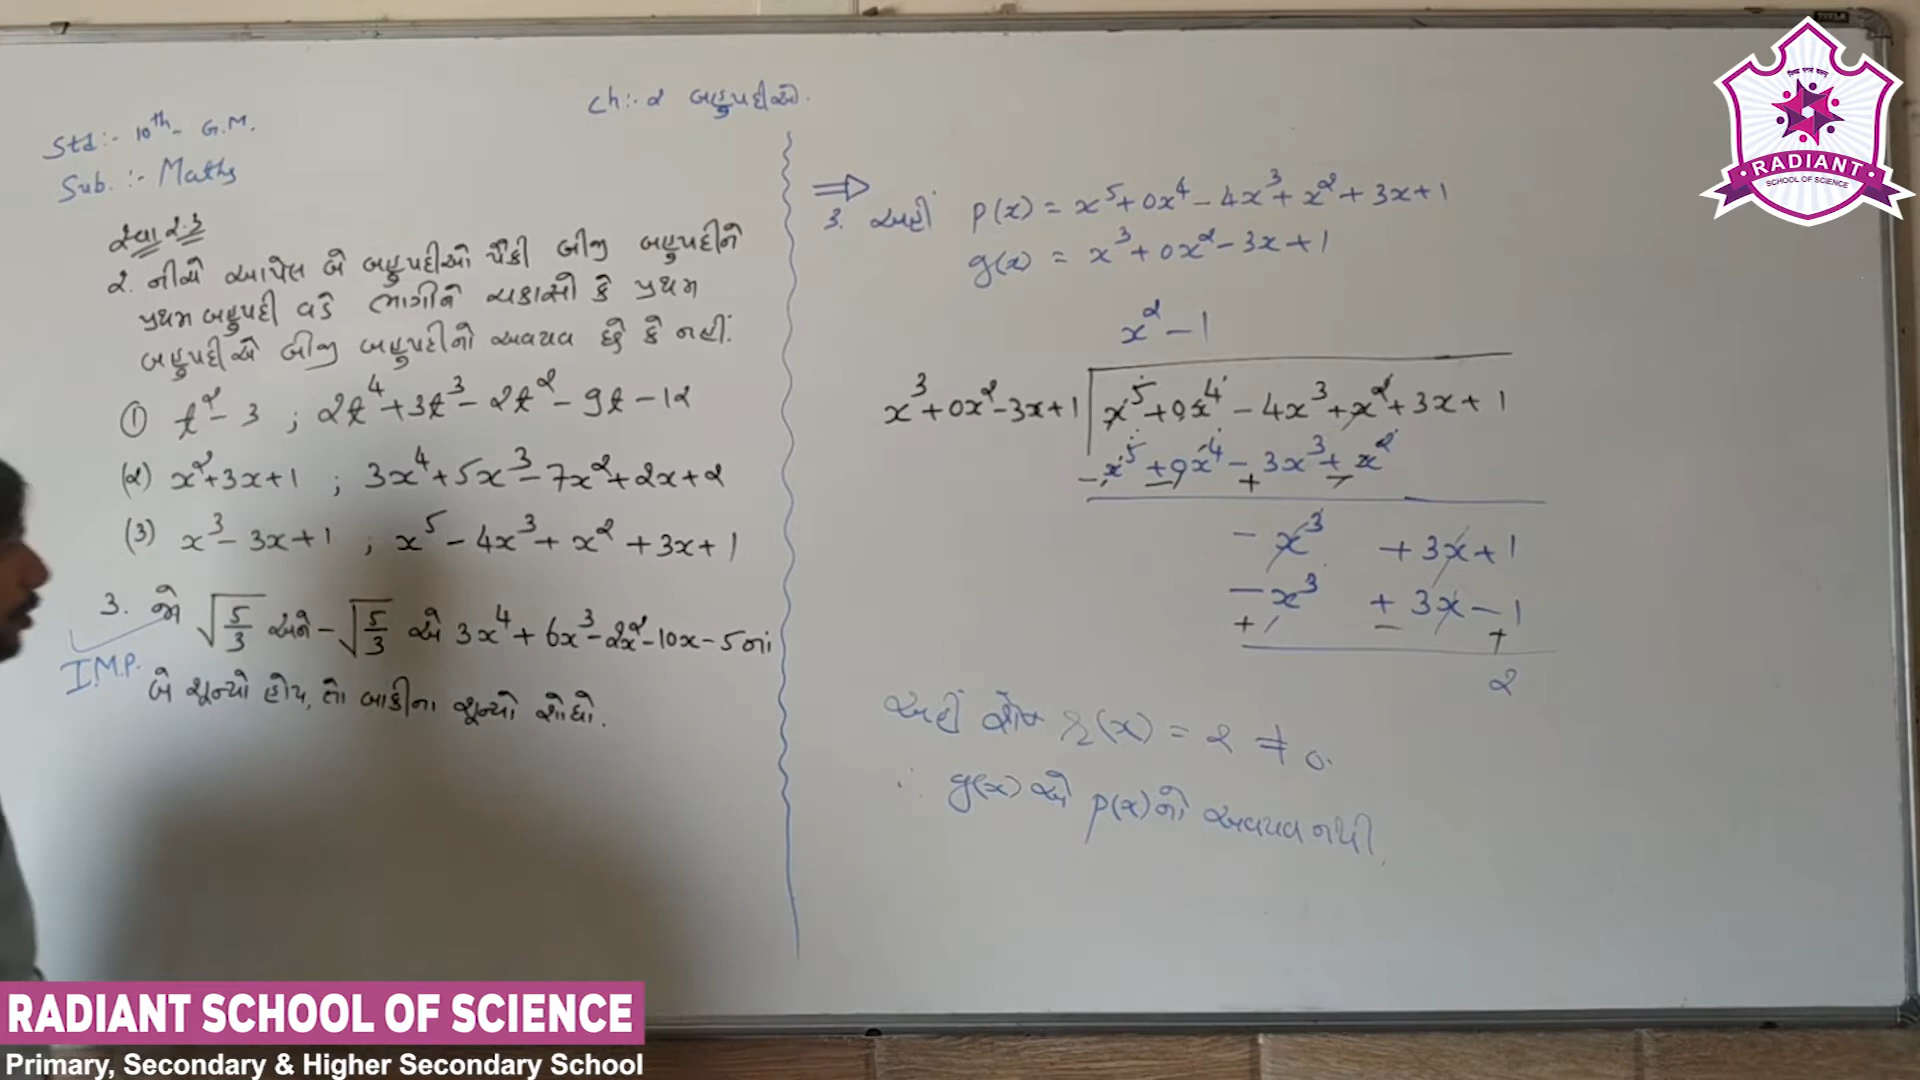 Ch:- ૨ બહુપદીઓ.
Std:- 10th - G.M.
Sub. :- Maths
સ્વા ૨.૩
૨. નીચે આપેલ બે બહુપદીઓ પૈકી બીજી બહુપદીને
પ્રથમ બહુપદી વડે ભાગીને ચકાસો કે પ્રથમ
બહુપદી એ બીજી બહુપદીનો અવયવ છે કે નહીં.
① t² - 3 ; 2t⁴ + 3t³ - 2t² - 9t - 12
(૨) x² + 3x + 1 ; 3x⁴ + 5x³ - 7x² + 2x + 2
(3) x³ - 3x + 1 ; x⁵ - 4x³ + x² + 3x + 1
3. જો √(5/3) અને -√(5/3) એ 3x⁴ + 6x³ - 2x² - 10x - 5 નાં
I.M.P.
બે શૂન્યો હોય, તો બાકીના શૂન્યો શોધો.
⇒
3. અહીં p(x) = x⁵ + 0x⁴ - 4x³ + x² + 3x + 1
g(x) = x³ + 0x² - 3x + 1
x² - 1
x³ + 0x² - 3x + 1 x⁵ + 0x⁴ - 4x³ + x² + 3x + 1
x⁵ + 0x⁴ - 3x³ + x²
- - + -
- x³ + 3x + 1
- x³ + 3x - 1
+ - +
2
અહીં શેષ r(x) = 2 ≠ 0.
∴ g(x) એ p(x) નો અવયવ નથી.
RADIANT
SCHOOL OF SCIENCE
RADIANT SCHOOL OF SCIENCE
Primary, Secondary & Higher Secondary School